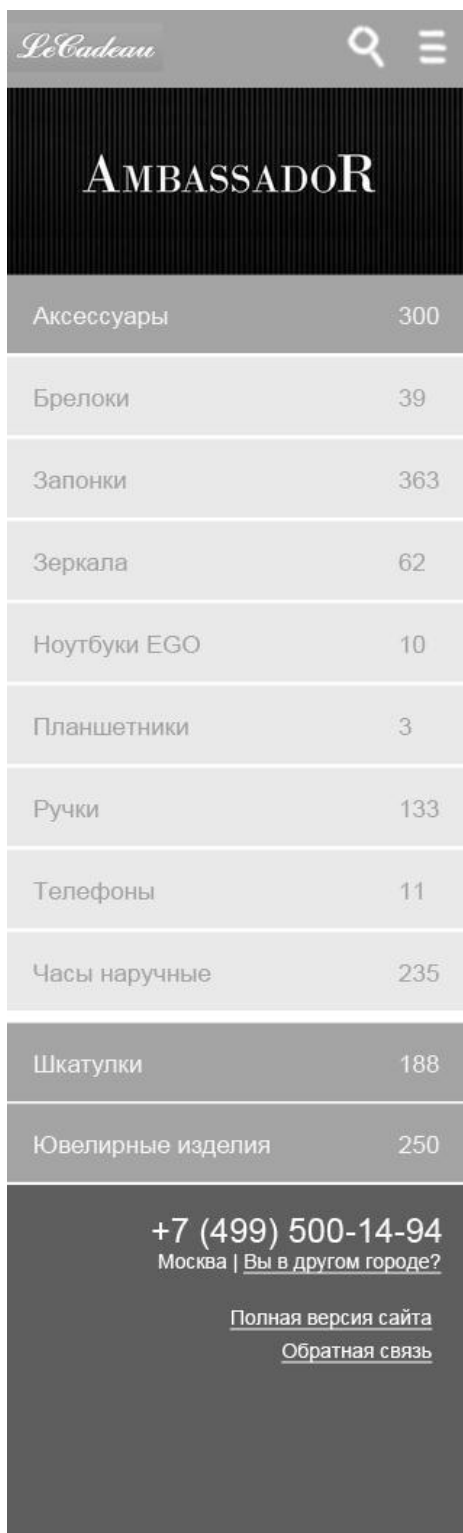 LeCadeau
AMBASSADOR
Аксессуары 300
Брелоки 39
Запонки 363
Зеркала 62
Ноутбуки EGO 10
Планшетники 3
Ручки 133
Телефоны 11
Часы наручные 235
Шкатулки 188
Ювелирные изделия 250
+7 (499) 500-14-94
Москва | Вы в другом городе?
Полная версия сайта
Обратная связь